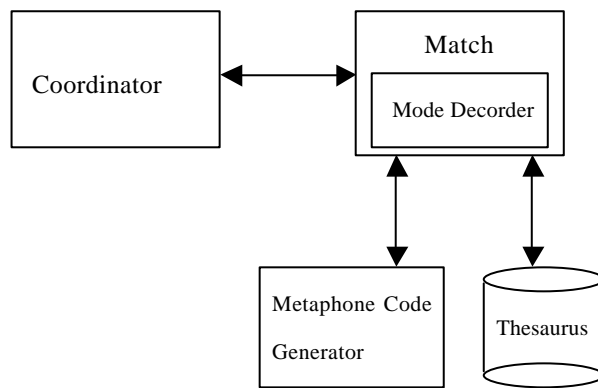 Match
Coordinator
Mode Decorder
Metaphone Code
Generator
Thesaurus